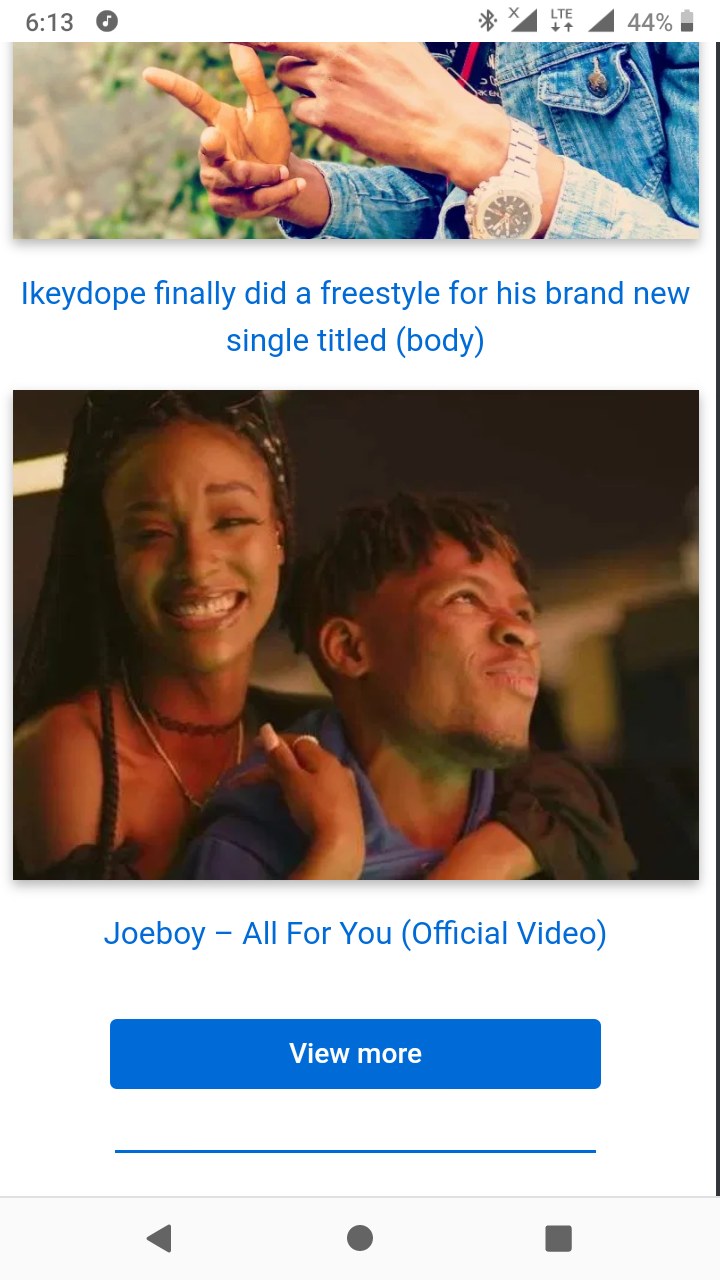 6:13
LTE
44%
Ikeydope finally did a freestyle for his brand new
single titled (body)
Joeboy – All For You (Official Video)
View more